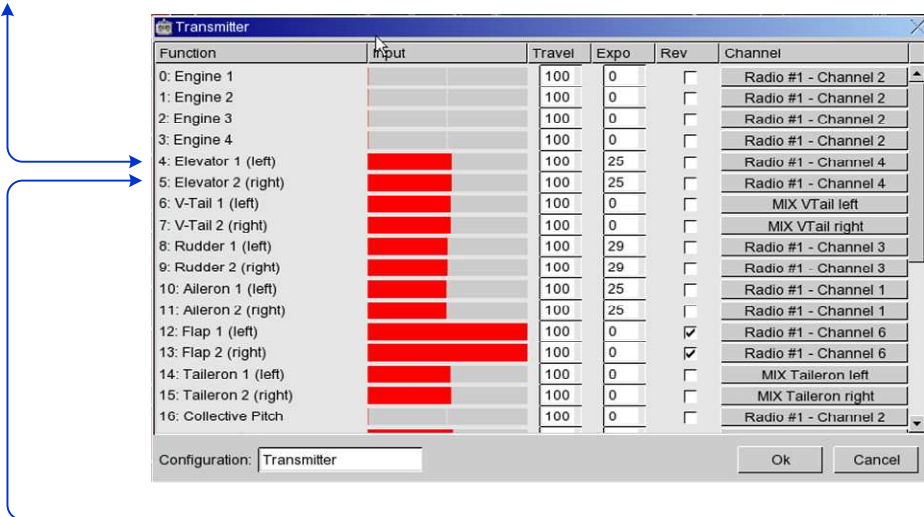 Transmitter
Function Input Travel Expo Rev Channel
0: Engine 1 100 0 Radio #1 - Channel 2
1: Engine 2 100 0 Radio #1 - Channel 2
2: Engine 3 100 0 Radio #1 - Channel 2
3: Engine 4 100 0 Radio #1 - Channel 2
4: Elevator 1 (left) 100 25 Radio #1 - Channel 4
5: Elevator 2 (right) 100 25 Radio #1 - Channel 4
6: V-Tail 1 (left) 100 0 MIX VTail left
7: V-Tail 2 (right) 100 0 MIX VTail right
8: Rudder 1 (left) 100 29 Radio #1 - Channel 3
9: Rudder 2 (right) 100 29 Radio #1 - Channel 3
10: Aileron 1 (left) 100 25 Radio #1 - Channel 1
11: Aileron 2 (right) 100 25 Radio #1 - Channel 1
12: Flap 1 (left) 100 0 Radio #1 - Channel 6
13: Flap 2 (right) 100 0 Radio #1 - Channel 6
14: Taileron 1 (left) 100 0 MIX Taileron left
15: Taileron 2 (right) 100 0 MIX Taileron right
16: Collective Pitch 100 0 Radio #1 - Channel 2
Configuration: Transmitter Ok Cancel